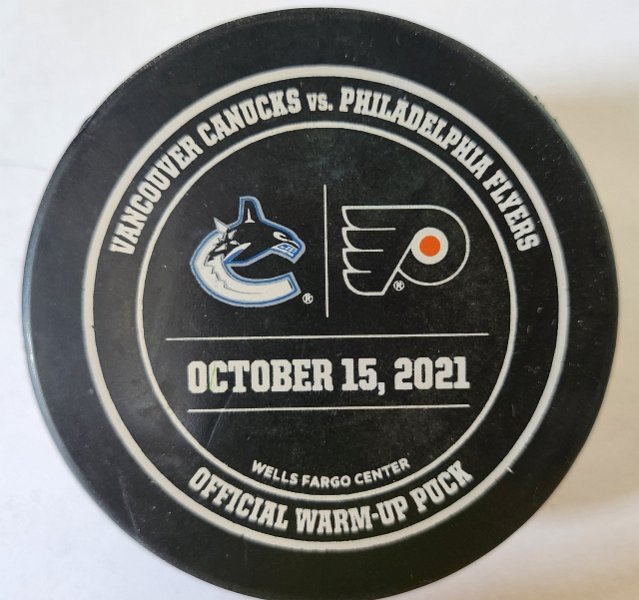 VANCOUVER CANUCKS vs. PHILADELPHIA FLYERS
OCTOBER 15, 2021
WELLS FARGO CENTER
OFFICIAL WARM-UP PUCK